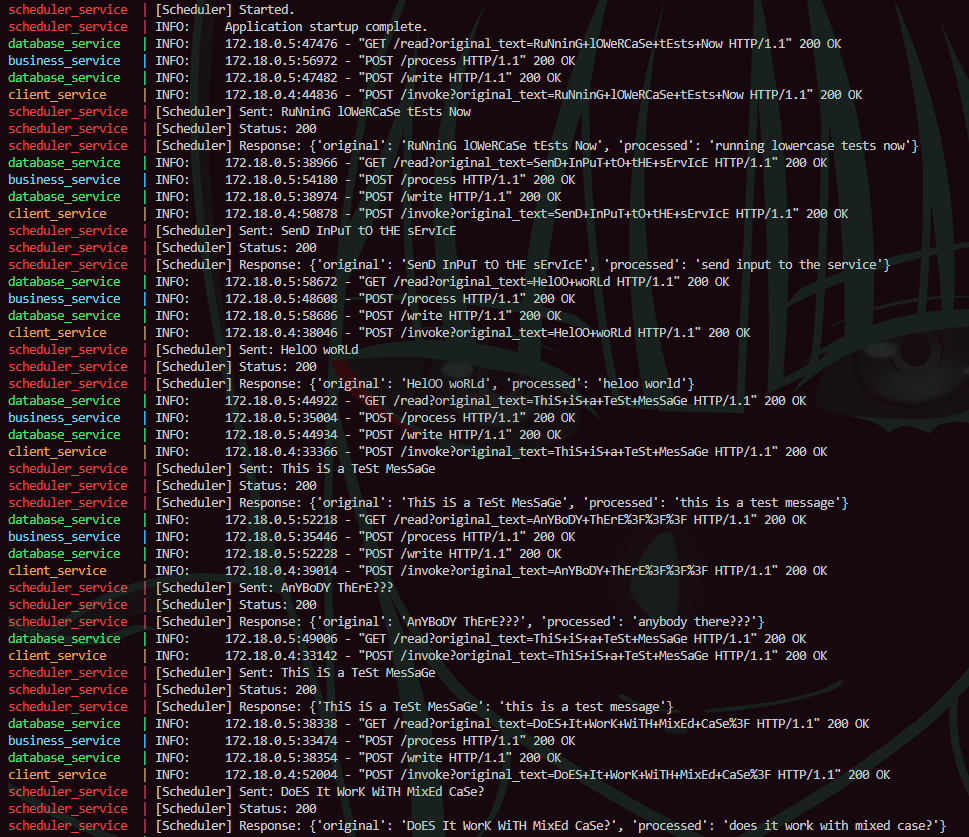 scheduler_service | [Scheduler] Started.
scheduler_service | INFO: Application startup complete.
database_service | INFO: 172.18.0.5:47476 - "GET /read?original_text=RuNninG+lOWeRCaSe+tEsts+Now HTTP/1.1" 200 OK
business_service | INFO: 172.18.0.5:56972 - "POST /process HTTP/1.1" 200 OK
database_service | INFO: 172.18.0.5:47482 - "POST /write HTTP/1.1" 200 OK
client_service | INFO: 172.18.0.4:44836 - "POST /invoke?original_text=RuNninG+lOWeRCaSe+tEsts+Now HTTP/1.1" 200 OK
scheduler_service | [Scheduler] Sent: RuNninG lOWeRCaSe tEsts Now
scheduler_service | [Scheduler] Status: 200
scheduler_service | [Scheduler] Response: {'original': 'RuNninG lOWeRCaSe tEsts Now', 'processed': 'running lowercase tests now'}
database_service | INFO: 172.18.0.5:38966 - "GET /read?original_text=SenD+InPuT+tO+tHE+sErvIcE HTTP/1.1" 200 OK
business_service | INFO: 172.18.0.5:54180 - "POST /process HTTP/1.1" 200 OK
database_service | INFO: 172.18.0.5:38974 - "POST /write HTTP/1.1" 200 OK
client_service | INFO: 172.18.0.4:50878 - "POST /invoke?original_text=SenD+InPuT+tO+tHE+sErvIcE HTTP/1.1" 200 OK
scheduler_service | [Scheduler] Sent: SenD InPuT tO tHE sErvIcE
scheduler_service | [Scheduler] Status: 200
scheduler_service | [Scheduler] Response: {'original': 'SenD InPuT tO tHE sErvIcE', 'processed': 'send input to the service'}
database_service | INFO: 172.18.0.5:58672 - "GET /read?original_text=HelOO+woRLd HTTP/1.1" 200 OK
business_service | INFO: 172.18.0.5:48608 - "POST /process HTTP/1.1" 200 OK
database_service | INFO: 172.18.0.5:58686 - "POST /write HTTP/1.1" 200 OK
client_service | INFO: 172.18.0.4:38046 - "POST /invoke?original_text=HelOO+woRLd HTTP/1.1" 200 OK
scheduler_service | [Scheduler] Sent: HelOO woRLd
scheduler_service | [Scheduler] Status: 200
scheduler_service | [Scheduler] Response: {'original': 'HelOO woRLd', 'processed': 'heloo world'}
database_service | INFO: 172.18.0.5:44922 - "GET /read?original_text=ThiS+iS+a+TeSt+MesSaGe HTTP/1.1" 200 OK
business_service | INFO: 172.18.0.5:35004 - "POST /process HTTP/1.1" 200 OK
database_service | INFO: 172.18.0.5:44934 - "POST /write HTTP/1.1" 200 OK
client_service | INFO: 172.18.0.4:33366 - "POST /invoke?original_text=ThiS+iS+a+TeSt+MesSaGe HTTP/1.1" 200 OK
scheduler_service | [Scheduler] Sent: ThiS iS a TeSt MesSaGe
scheduler_service | [Scheduler] Status: 200
scheduler_service | [Scheduler] Response: {'original': 'ThiS iS a TeSt MesSaGe', 'processed': 'this is a test message'}
database_service | INFO: 172.18.0.5:52218 - "GET /read?original_text=AnYBoDY+ThErE%3F%3F%3F HTTP/1.1" 200 OK
business_service | INFO: 172.18.0.5:35446 - "POST /process HTTP/1.1" 200 OK
database_service | INFO: 172.18.0.5:52228 - "POST /write HTTP/1.1" 200 OK
client_service | INFO: 172.18.0.4:39014 - "POST /invoke?original_text=AnYBoDY+ThErE%3F%3F%3F HTTP/1.1" 200 OK
scheduler_service | [Scheduler] Sent: AnYBoDY ThErE???
scheduler_service | [Scheduler] Status: 200
scheduler_service | [Scheduler] Response: {'original': 'AnYBoDY ThErE???', 'processed': 'anybody there???'}
database_service | INFO: 172.18.0.5:49006 - "GET /read?original_text=ThiS+iS+a+TeSt+MesSaGe HTTP/1.1" 200 OK
client_service | INFO: 172.18.0.4:33142 - "POST /invoke?original_text=ThiS+iS+a+TeSt+MesSaGe HTTP/1.1" 200 OK
scheduler_service | [Scheduler] Sent: ThiS iS a TeSt MesSaGe
scheduler_service | [Scheduler] Status: 200
scheduler_service | [Scheduler] Response: {'ThiS iS a TeSt MesSaGe': 'this is a test message'}
database_service | INFO: 172.18.0.5:38338 - "GET /read?original_text=DoES+It+WorK+WiTH+MixEd+CaSe%3F HTTP/1.1" 200 OK
business_service | INFO: 172.18.0.5:33474 - "POST /process HTTP/1.1" 200 OK
database_service | INFO: 172.18.0.5:38354 - "POST /write HTTP/1.1" 200 OK
client_service | INFO: 172.18.0.4:52004 - "POST /invoke?original_text=DoES+It+WorK+WiTH+MixEd+CaSe%3F HTTP/1.1" 200 OK
scheduler_service | [Scheduler] Sent: DoES It WorK WiTH MixEd CaSe?
scheduler_service | [Scheduler] Status: 200
scheduler_service | [Scheduler] Response: {'original': 'DoES It WorK WiTH MixEd CaSe?', 'processed': 'does it work with mixed case?'}